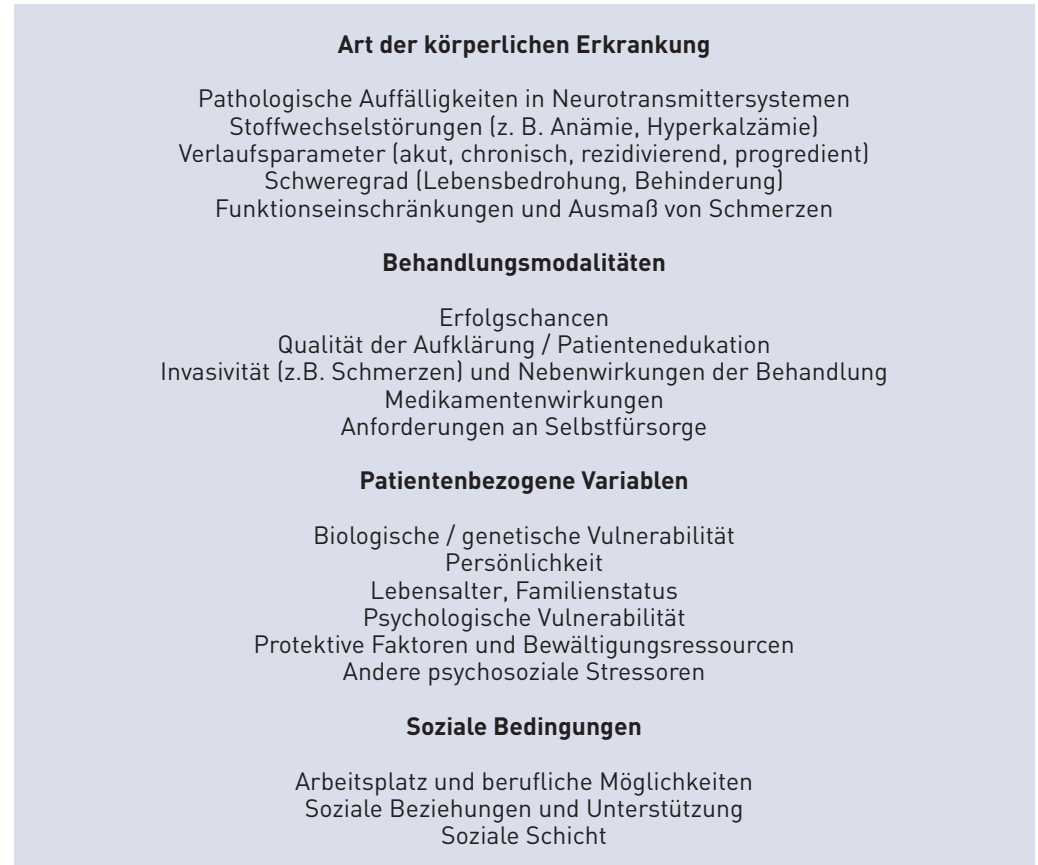 Art der körperlichen Erkrankung
Pathologische Auffälligkeiten in Neurotransmittersystemen
Stoffwechselstörungen (z. B. Anämie, Hyperkalzämie)
Verlaufsparameter (akut, chronisch, rezidivierend, progredient)
Schweregrad (Lebensbedrohung, Behinderung)
Funktionseinschränkungen und Ausmaß von Schmerzen
Behandlungsmodalitäten
Erfolgschancen
Qualität der Aufklärung / Patientenedukation
Invasivität (z.B. Schmerzen) und Nebenwirkungen der Behandlung
Medikamentenwirkungen
Anforderungen an Selbstfürsorge
Patientenbezogene Variablen
Biologische / genetische Vulnerabilität
Persönlichkeit
Lebensalter, Familienstatus
Psychologische Vulnerabilität
Protektive Faktoren und Bewältigungsressourcen
Andere psychosoziale Stressoren
Soziale Bedingungen
Arbeitsplatz und berufliche Möglichkeiten
Soziale Beziehungen und Unterstützung
Soziale Schicht